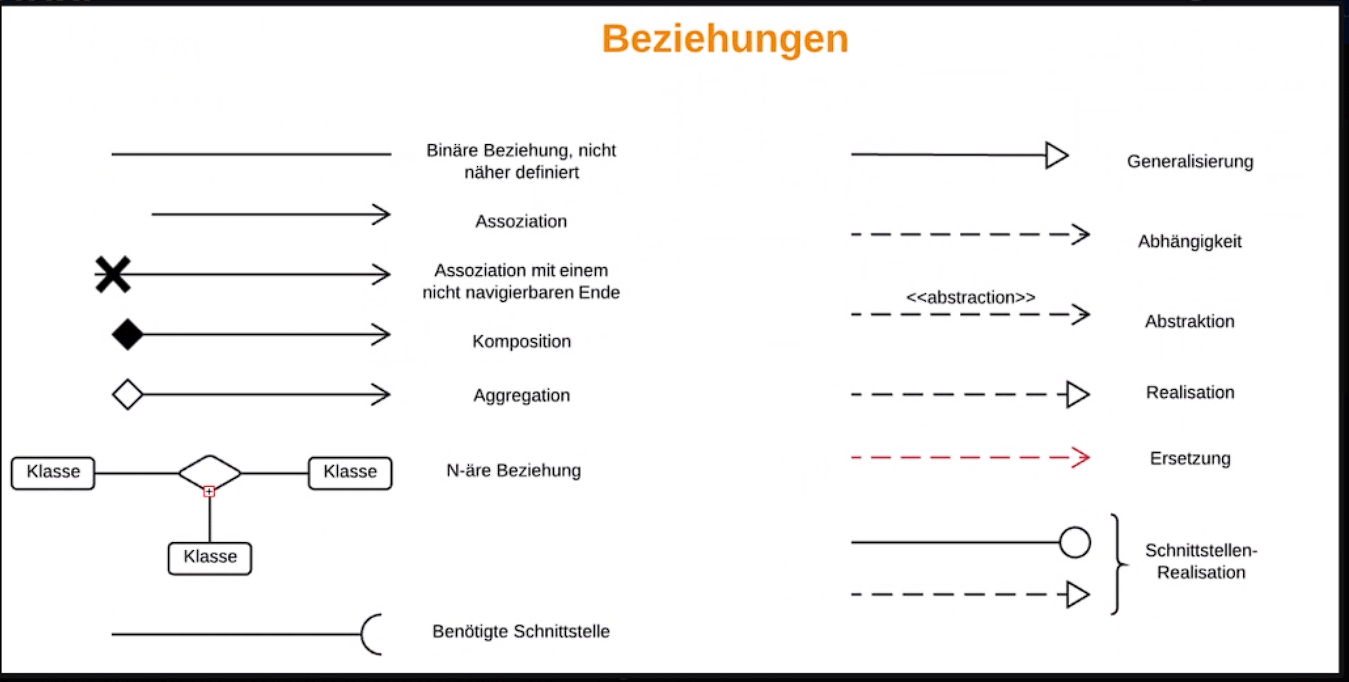 Beziehungen
Binäre Beziehung, nicht
näher definiert
Assoziation
Assoziation mit einem
nicht navigierbaren Ende
Komposition
Aggregation
Klasse
Klasse
N-äre Beziehung
Klasse
Benötigte Schnittstelle
Generalisierung
Abhängigkeit
<<abstraction>>
Abstraktion
Realisation
Ersetzung
Schnittstellen-
Realisation